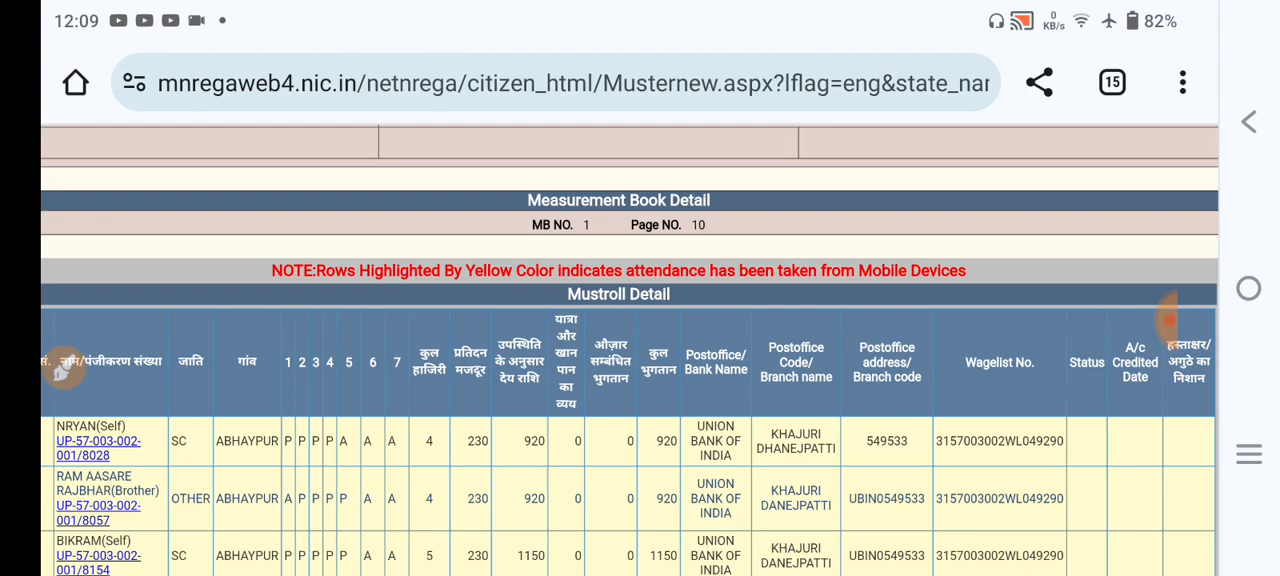 12:09 0 KB/s 82%
mnregaweb4.nic.in/netnrega/citizen_html/Musternew.aspx?lflag=eng&state_nar
15
Measurement Book Detail
MB NO. 1 Page NO. 10
NOTE:Rows Highlighted By Yellow Color indicates attendance has been taken from Mobile Devices
Mustroll Detail
सं. नाम/पंजीकरण संख्या जाति गांव 1 2 3 4 5 6 7 कुल हाजिरी प्रतिदन मजदूर उपस्थिति के अनुसार देय राशि यात्रा और खान पान का व्यय औज़ार सम्बंधित भुगतान कुल भुगतान Postoffice/ Bank Name Postoffice Code/ Branch name Postoffice address/ Branch code Wagelist No. Status A/c Credited Date हस्ताक्षर/ अगुठे का निशान
NRYAN(Self) UP-57-003-002-001/8028 SC ABHAYPUR P P P P A A A 4 230 920 0 0 920 UNION BANK OF INDIA KHAJURI DHANEJPATTI 549533 3157003002WL049290
RAM AASARE RAJBHAR(Brother) UP-57-003-002-001/8057 OTHER ABHAYPUR A P P P P A A 4 230 920 0 0 920 UNION BANK OF INDIA KHAJURI DANEJPATTI UBIN0549533 3157003002WL049290
BIKRAM(Self) UP-57-003-002-001/8154 SC ABHAYPUR P P P P P A A 5 230 1150 0 0 1150 UNION BANK OF INDIA KHAJURI DANEJPATTI UBIN0549533 3157003002WL049290